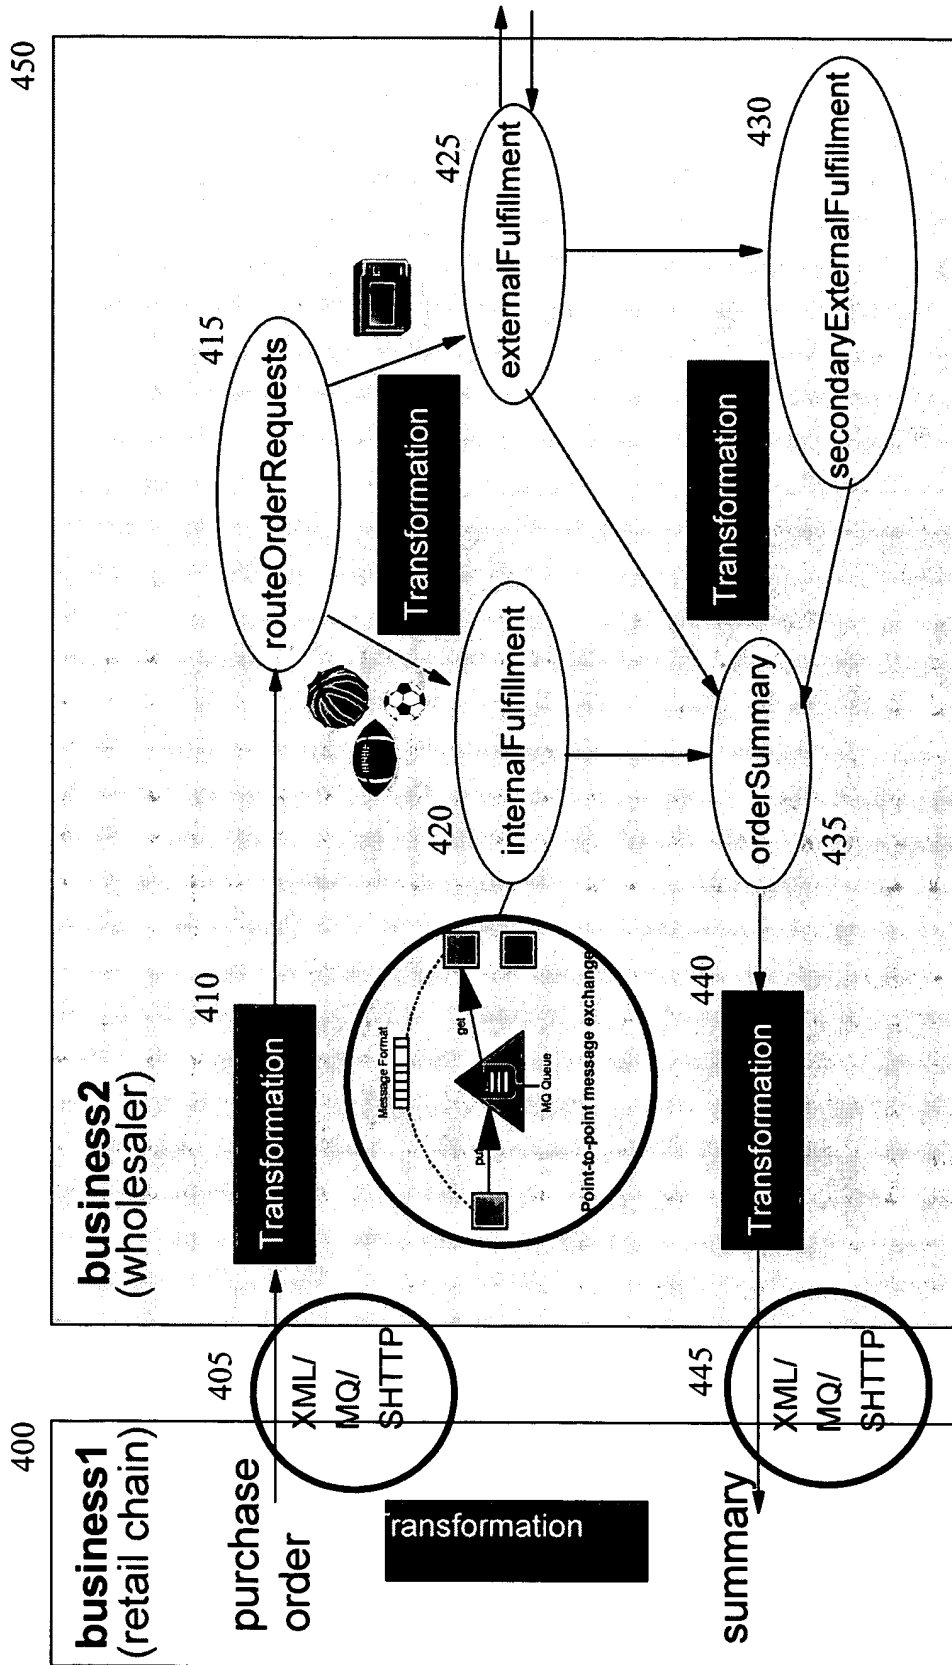 400
business1
(retail chain)
purchase
order
Transformation
summary
405
XML/
MQ/
SHTTP
445
XML/
MQ/
SHTTP
450
business2
(wholesaler)
410
Transformation
415
routeOrderRequests
Transformation
420
internalFulfillment
425
externalFulfillment
Message Format
pu
get
MQ Queue
Point-to-point message exchange
Transformation
430
secondaryExternalFulfillment
orderSummary
435
440
Transformation